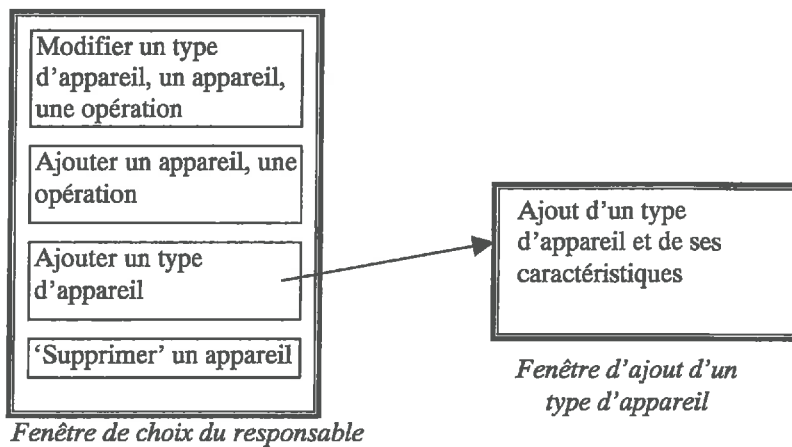 Modifier un type
d'appareil, un appareil,
une opération
Ajouter un appareil, une
opération
Ajouter un type
d'appareil
'Supprimer' un appareil
Fenêtre de choix du responsable
Ajout d'un type
d'appareil et de ses
caractéristiques
Fenêtre d'ajout d'un
type d'appareil